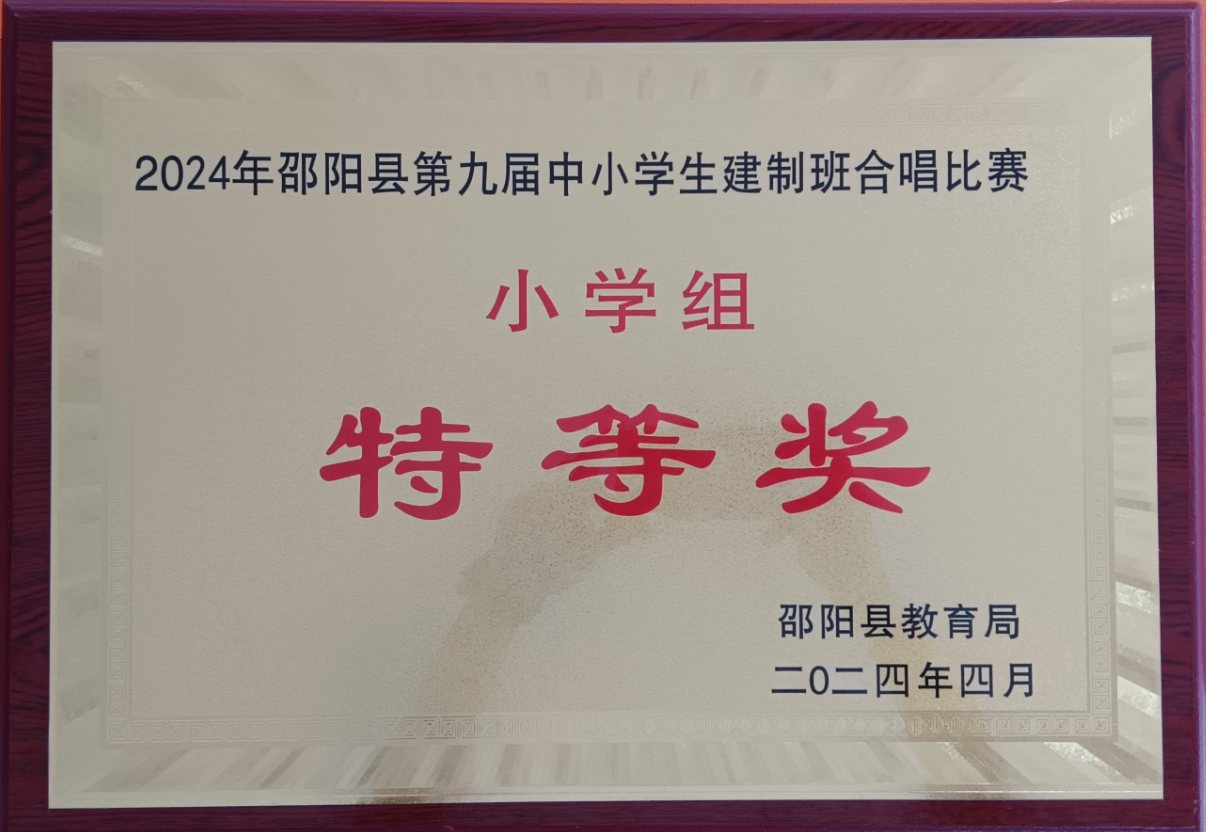 2024年邵阳县第九届中小学生建制班合唱比赛
小学组
特等奖
邵阳县教育局
二〇二四年四月